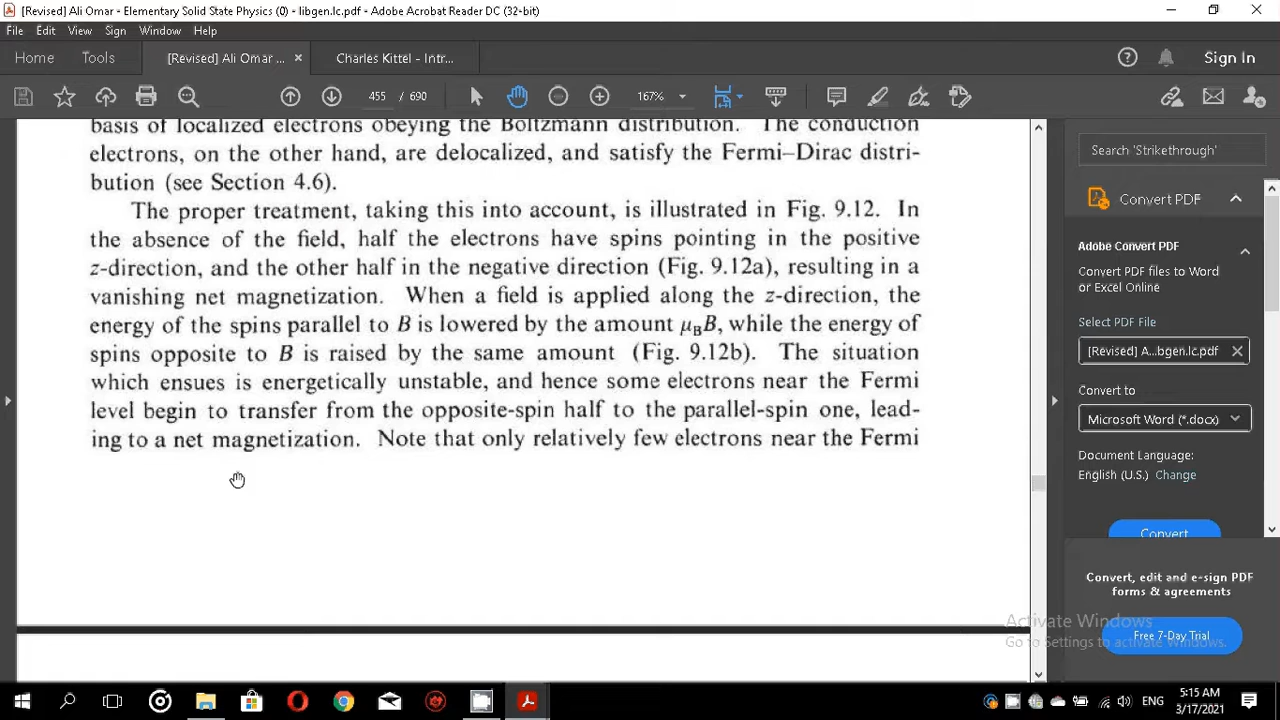 [Revised] Ali Omar - Elementary Solid State Physics (0) - libgen.lc.pdf - Adobe Acrobat Reader DC (32-bit)
File Edit View Sign Window Help
Home Tools [Revised] Ali Omar ... × Charles Kittel - Intr... Sign In
455 / 690 167%
basis of localized electrons obeying the Boltzmann distribution. The conduction
electrons, on the other hand, are delocalized, and satisfy the Fermi–Dirac distri-
bution (see Section 4.6).
The proper treatment, taking this into account, is illustrated in Fig. 9.12. In
the absence of the field, half the electrons have spins pointing in the positive
z-direction, and the other half in the negative direction (Fig. 9.12a), resulting in a
vanishing net magnetization. When a field is applied along the z-direction, the
energy of the spins parallel to B is lowered by the amount μBB, while the energy of
spins opposite to B is raised by the same amount (Fig. 9.12b). The situation
which ensues is energetically unstable, and hence some electrons near the Fermi
level begin to transfer from the opposite-spin half to the parallel-spin one, lead-
ing to a net magnetization. Note that only relatively few electrons near the Fermi
Search 'Strikethrough'
Convert PDF
Adobe Convert PDF
Convert PDF files to Word
or Excel Online
Select PDF File
[Revised] A...bgen.lc.pdf
Convert to
Microsoft Word (*.docx)
Document Language:
English (U.S.) Change
Convert
Convert, edit and e-sign PDF
forms & agreements
Free 7-Day Trial
Activate Windows
Go to Settings to activate Windows.
ENG
5:15 AM
3/17/2021